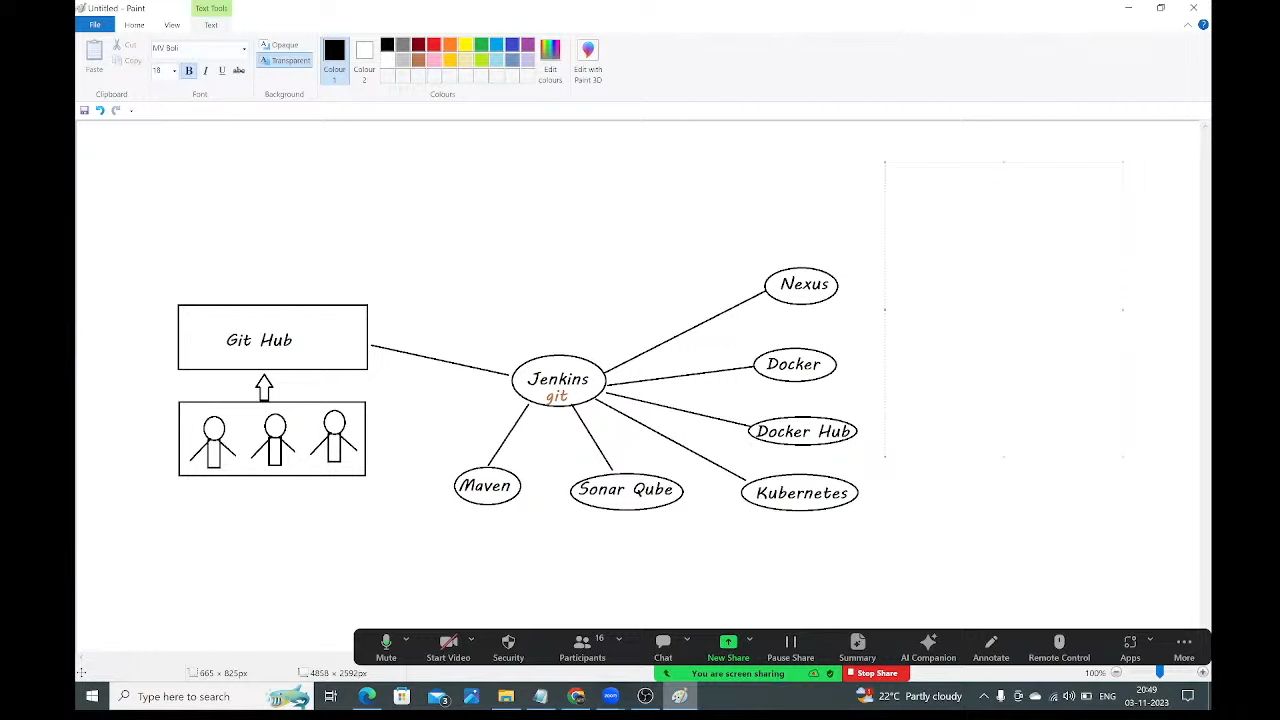 Untitled - Paint
Text Tools
File
Home
View
Text
Paste
Cut
Copy
MV Boli
18
B
I
U
abc
Opaque
Transparent
Colour
1
Colour
2
Edit
colours
Edit with
Paint 3D
Clipboard
Font
Background
Colours
Nexus
Git Hub
Docker
Jenkins
git
Docker Hub
Maven
Sonar Qube
Kubernetes
16
Mute
Start Video
Security
Participants
Chat
New Share
Pause Share
Summary
AI Companion
Annotate
Remote Control
Apps
More
665 × 825px
4858 × 2592px
You are screen sharing
Stop Share
100%
Type here to search
3
zoom
22°C Partly cloudy
ENG
20:49
03-11-2023